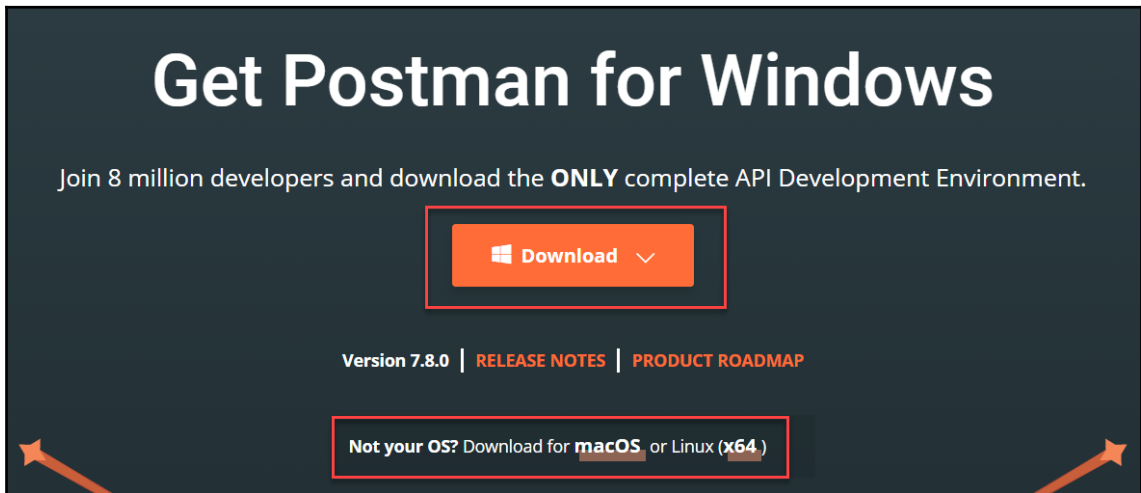 Get Postman for Windows
Join 8 million developers and download the ONLY complete API Development Environment.
Download
Version 7.8.0 | RELEASE NOTES | PRODUCT ROADMAP
Not your OS? Download for macOS or Linux (x64)